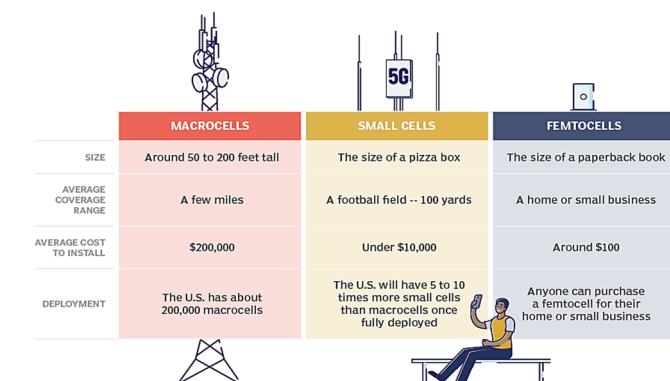 5G
MACROCELLS
SMALL CELLS
FEMTOCELLS
SIZE
Around 50 to 200 feet tall
The size of a pizza box
The size of a paperback book
AVERAGE
COVERAGE
RANGE
A few miles
A football field -- 100 yards
A home or small business
AVERAGE COST
TO INSTALL
$200,000
Under $10,000
Around $100
DEPLOYMENT
The U.S. has about
200,000 macrocells
The U.S. will have 5 to 10
times more small cells
than macrocells once
fully deployed
Anyone can purchase
a femtocell for their
home or small business